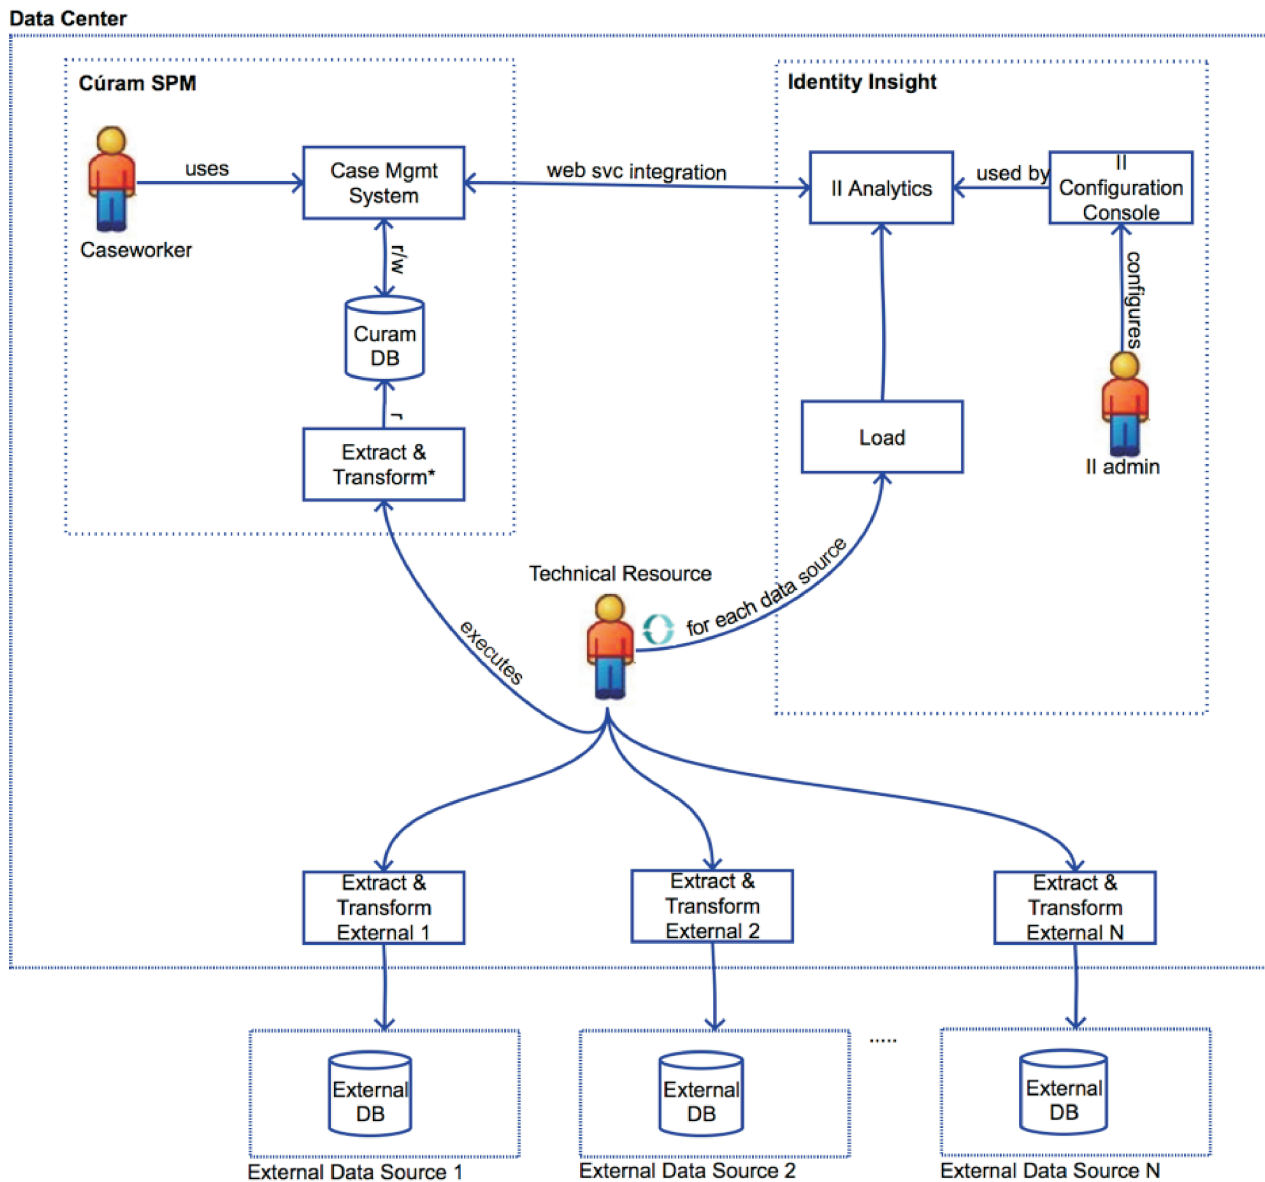 Data Center
Cúram SPM
Identity Insight
uses
Case Mgmt
System
web svc integration
II Analytics
used by
II
Configuration
Console
Caseworker
r/w
configures
Curam
DB
r
Load
Extract &
Transform*
II admin
Technical Resource
for each data source
executes
Extract &
Transform
External 1
Extract &
Transform
External 2
Extract &
Transform
External N
.....
External
DB
External
DB
External
DB
External Data Source 1
External Data Source 2
External Data Source N